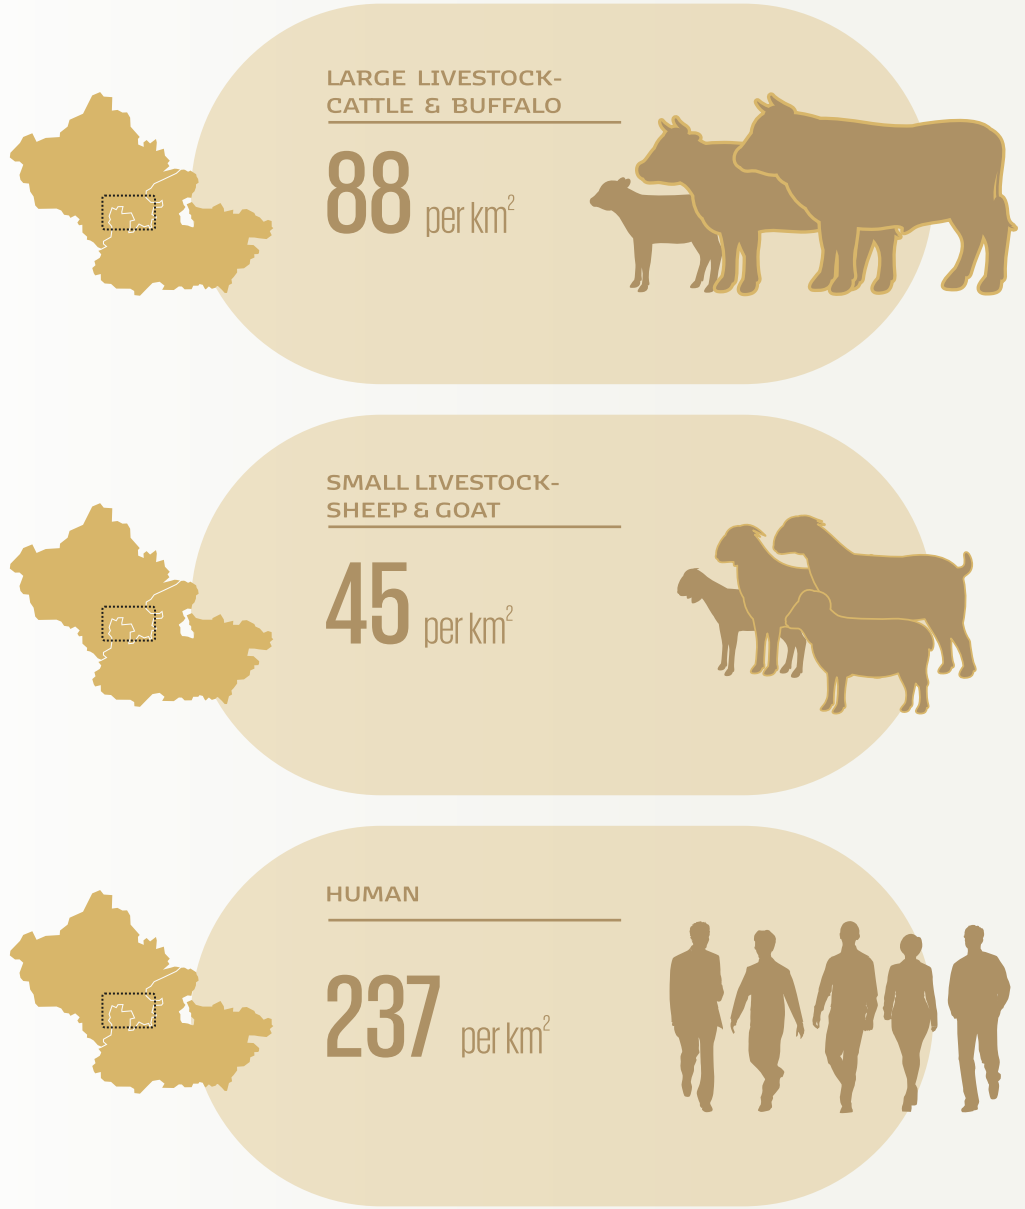 LARGE LIVESTOCK-
CATTLE & BUFFALO
88 per km²
SMALL LIVESTOCK-
SHEEP & GOAT
45 per km²
HUMAN
237 per km²